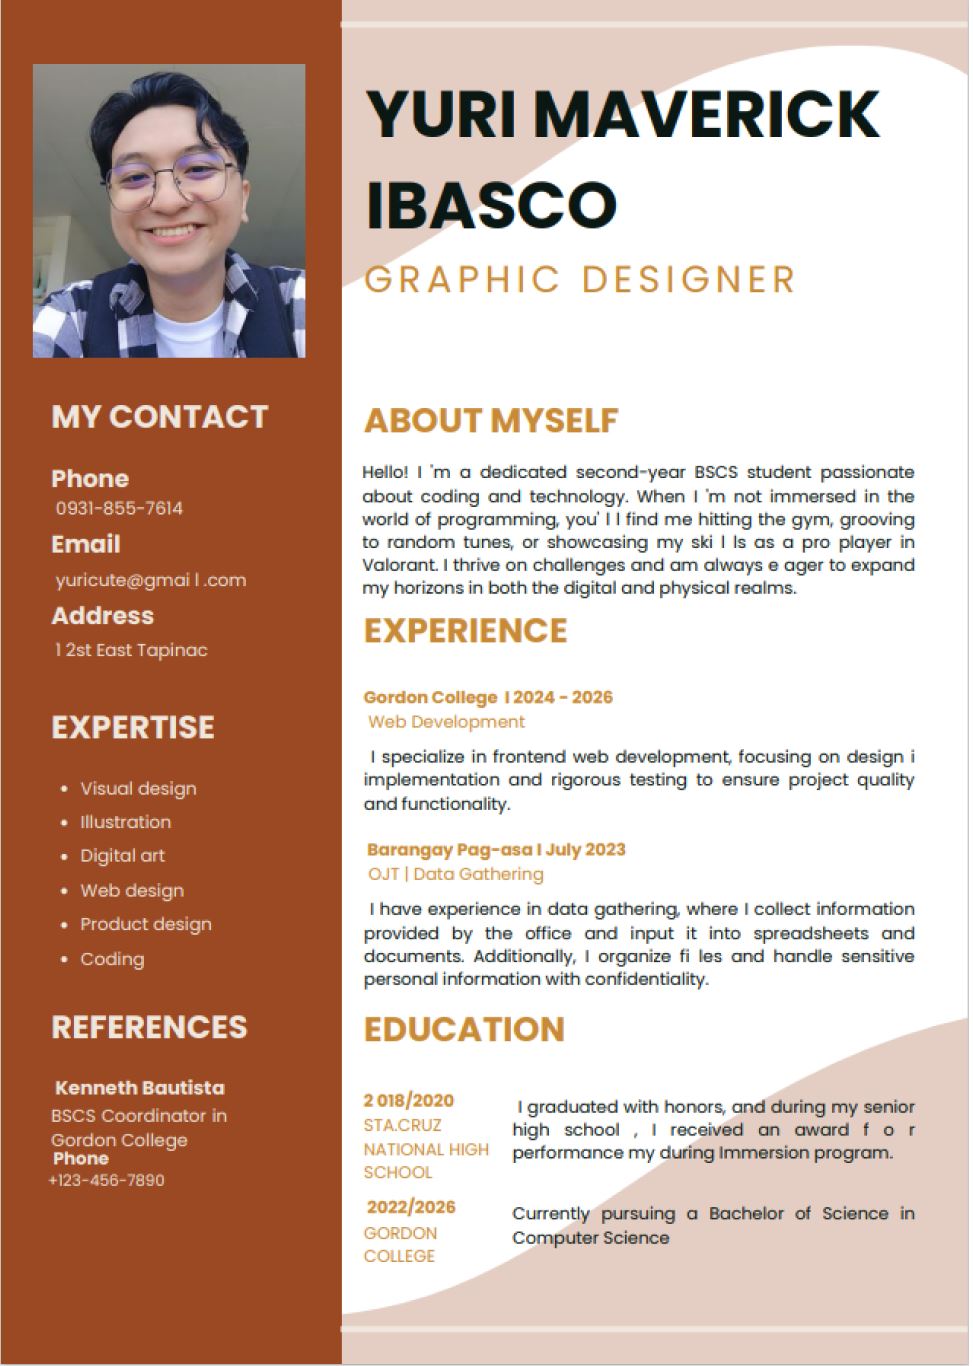 YURI MAVERICK
IBASCO
GRAPHIC DESIGNER
MY CONTACT
Phone
0931-855-7614
Email
yuricute@gmai l .com
Address
1 2st East Tapinac
EXPERTISE
• Visual design
• Illustration
• Digital art
• Web design
• Product design
• Coding
REFERENCES
Kenneth Bautista
BSCS Coordinator in
Gordon College
Phone
+123-456-7890
ABOUT MYSELF
Hello! I 'm a dedicated second-year BSCS student passionate
about coding and technology. When I 'm not immersed in the
world of programming, you' l l find me hitting the gym, grooving
to random tunes, or showcasing my ski l ls as a pro player in
Valorant. I thrive on challenges and am always e ager to expand
my horizons in both the digital and physical realms.
EXPERIENCE
Gordon College I 2024 - 2026
Web Development
I specialize in frontend web development, focusing on design i
implementation and rigorous testing to ensure project quality
and functionality.
Barangay Pag-asa I July 2023
OJT | Data Gathering
I have experience in data gathering, where I collect information
provided by the office and input it into spreadsheets and
documents. Additionally, I organize fi les and handle sensitive
personal information with confidentiality.
EDUCATION
2 018/2020
STA.CRUZ
NATIONAL HIGH
SCHOOL
I graduated with honors, and during my senior
high school , I received an award f o r
performance my during Immersion program.
2022/2026
GORDON
COLLEGE
Currently pursuing a Bachelor of Science in
Computer Science